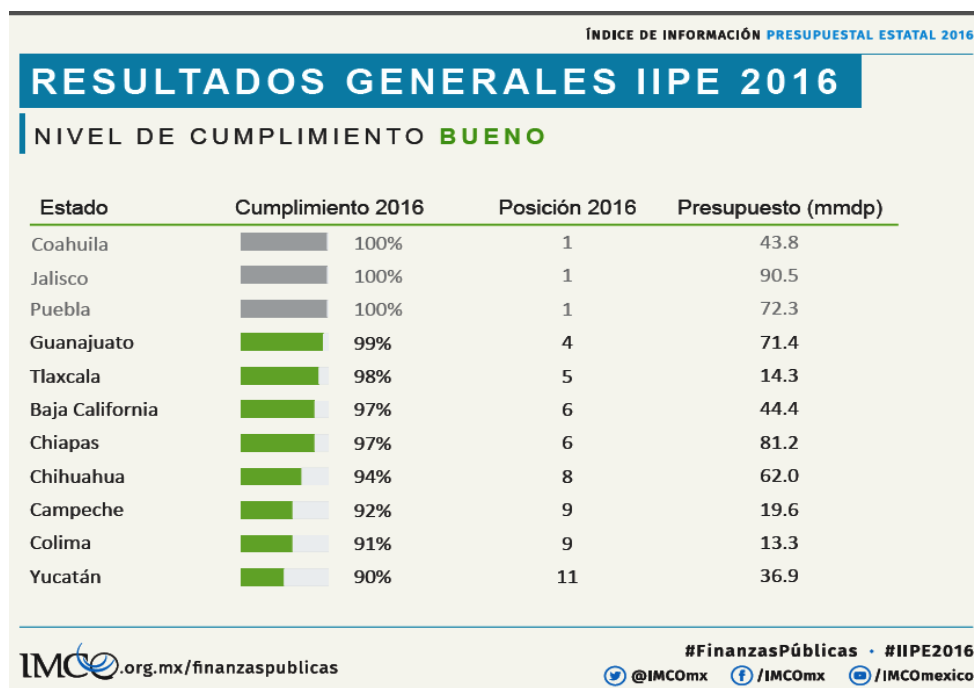 ÍNDICE DE INFORMACIÓN PRESUPUESTAL ESTATAL 2016
RESULTADOS GENERALES IIPE 2016
NIVEL DE CUMPLIMIENTO BUENO
Estado Cumplimiento 2016 Posición 2016 Presupuesto (mmdp)
Coahuila 100% 1 43.8
Jalisco 100% 1 90.5
Puebla 100% 1 72.3
Guanajuato 99% 4 71.4
Tlaxcala 98% 5 14.3
Baja California 97% 6 44.4
Chiapas 97% 6 81.2
Chihuahua 94% 8 62.0
Campeche 92% 9 19.6
Colima 91% 9 13.3
Yucatán 90% 11 36.9
#FinanzasPúblicas · #IIPE2016
IMCO.org.mx/finanzaspublicas
@IMCOmx /IMCOmx /IMCOmexico